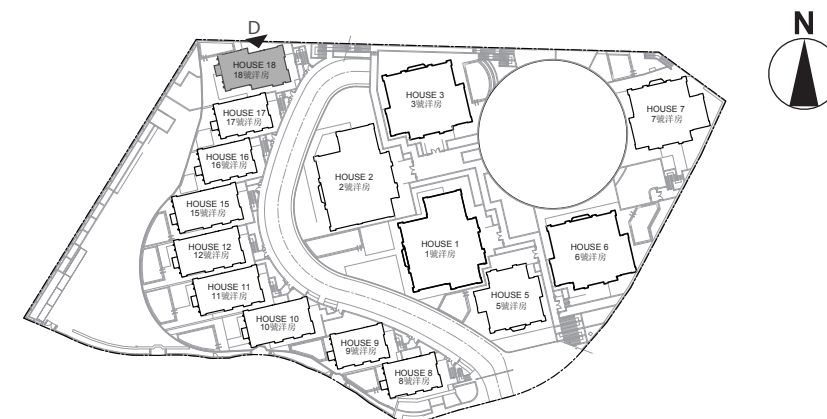 D
N
HOUSE 18
18號洋房
HOUSE 17
17號洋房
HOUSE 16
16號洋房
HOUSE 15
15號洋房
HOUSE 12
12號洋房
HOUSE 11
11號洋房
HOUSE 10
10號洋房
HOUSE 9
9號洋房
HOUSE 8
8號洋房
HOUSE 3
3號洋房
HOUSE 2
2號洋房
HOUSE 1
1號洋房
HOUSE 7
7號洋房
HOUSE 6
6號洋房
HOUSE 5
5號洋房